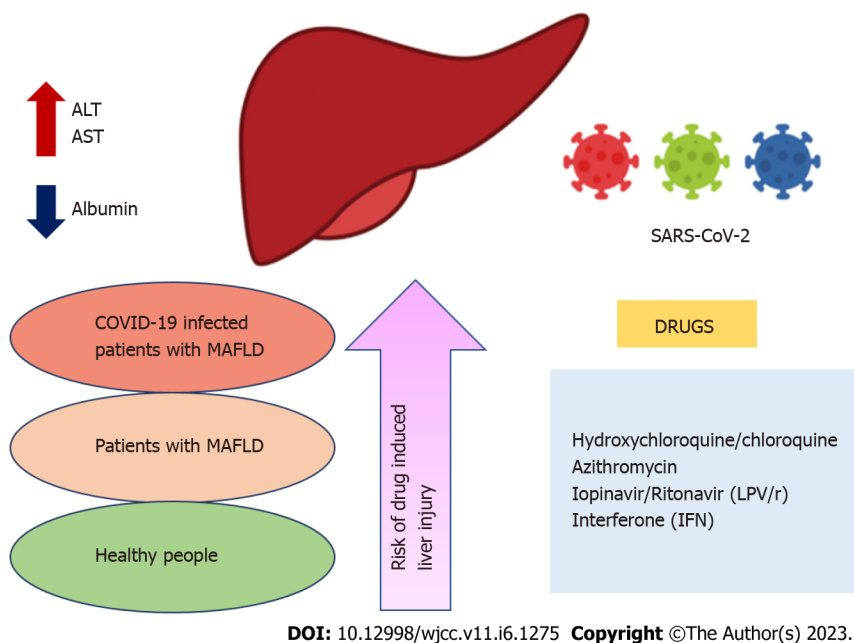 ALT
AST
Albumin
SARS-CoV-2
COVID-19 infected
patients with MAFLD
Patients with MAFLD
Healthy people
Risk of drug induced
liver injury
DRUGS
Hydroxychloroquine/chloroquine
Azithromycin
Iopinavir/Ritonavir (LPV/r)
Interferone (IFN)
DOI: 10.12998/wjcc.v11.i6.1275 Copyright ©The Author(s) 2023.